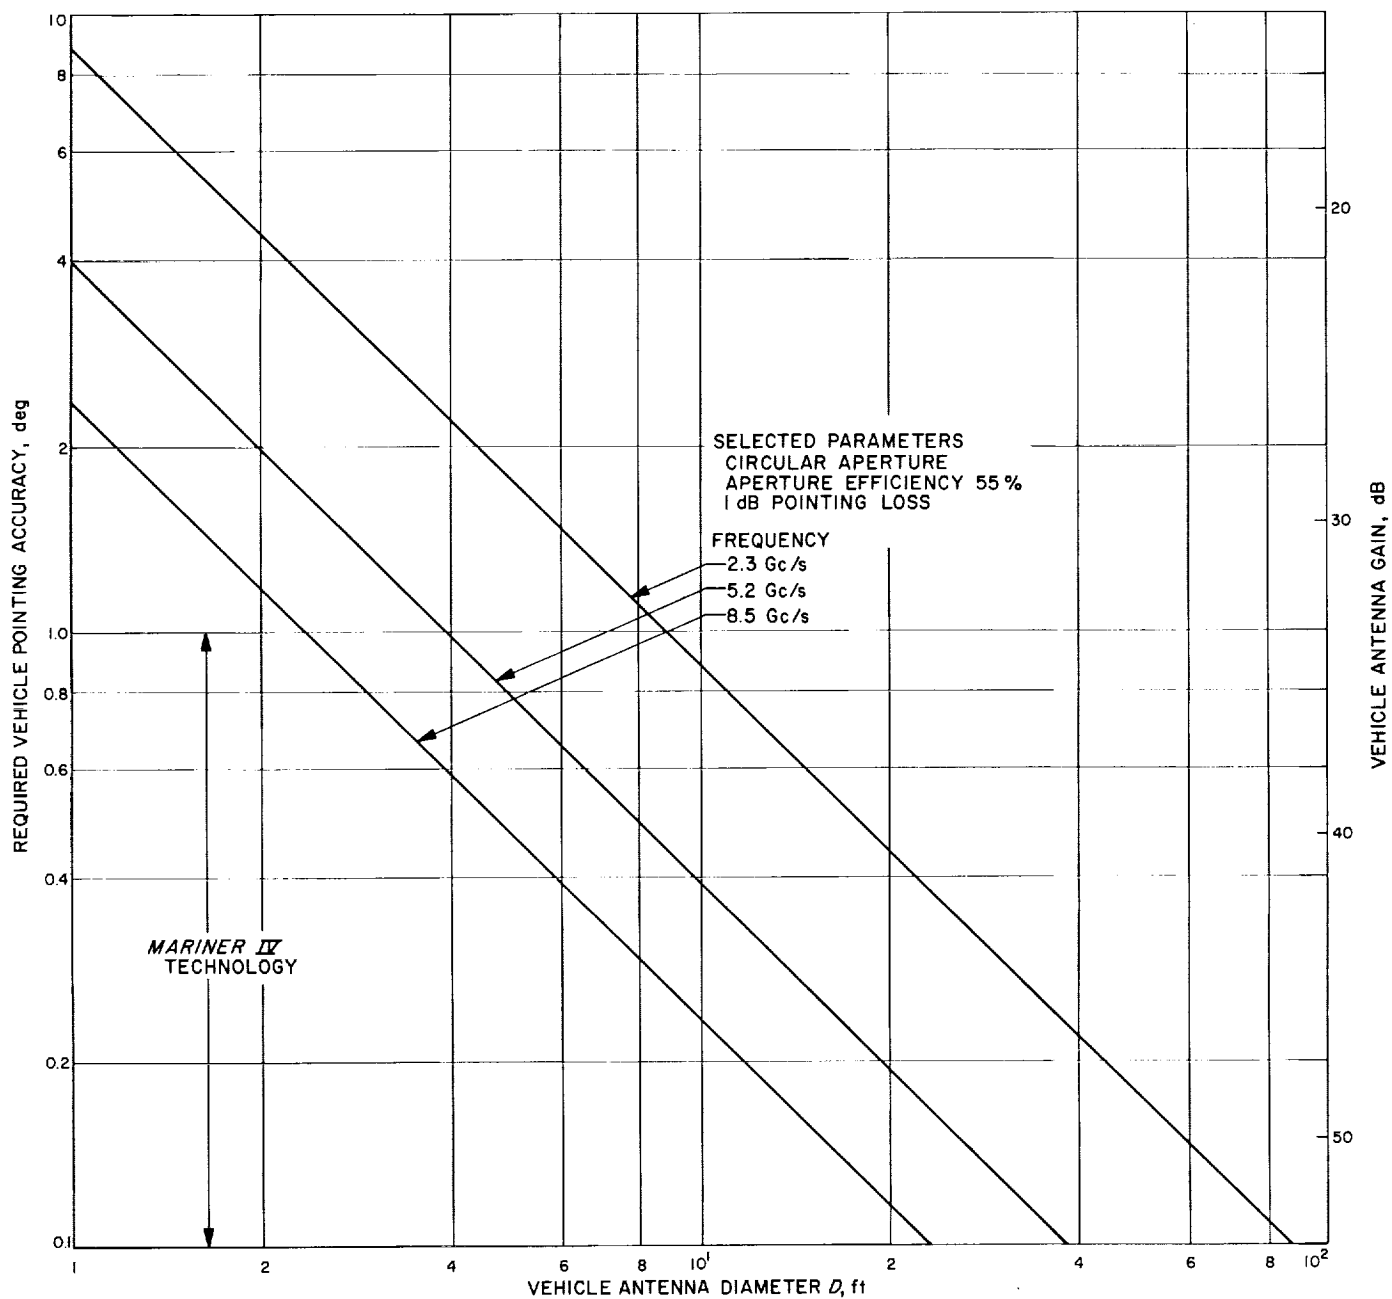 10
8
6
4
2
1.0
0.8
0.6
0.4
0.2
0.1
REQUIRED VEHICLE POINTING ACCURACY, deg
SELECTED PARAMETERS
CIRCULAR APERTURE
APERTURE EFFICIENCY 55%
1 dB POINTING LOSS
FREQUENCY
2.3 Gc/s
5.2 Gc/s
8.5 Gc/s
MARINER IV
TECHNOLOGY
20
30
40
50
VEHICLE ANTENNA GAIN, dB
1 2 4 6 8 10¹ 2 4 6 8 10²
VEHICLE ANTENNA DIAMETER D, ft